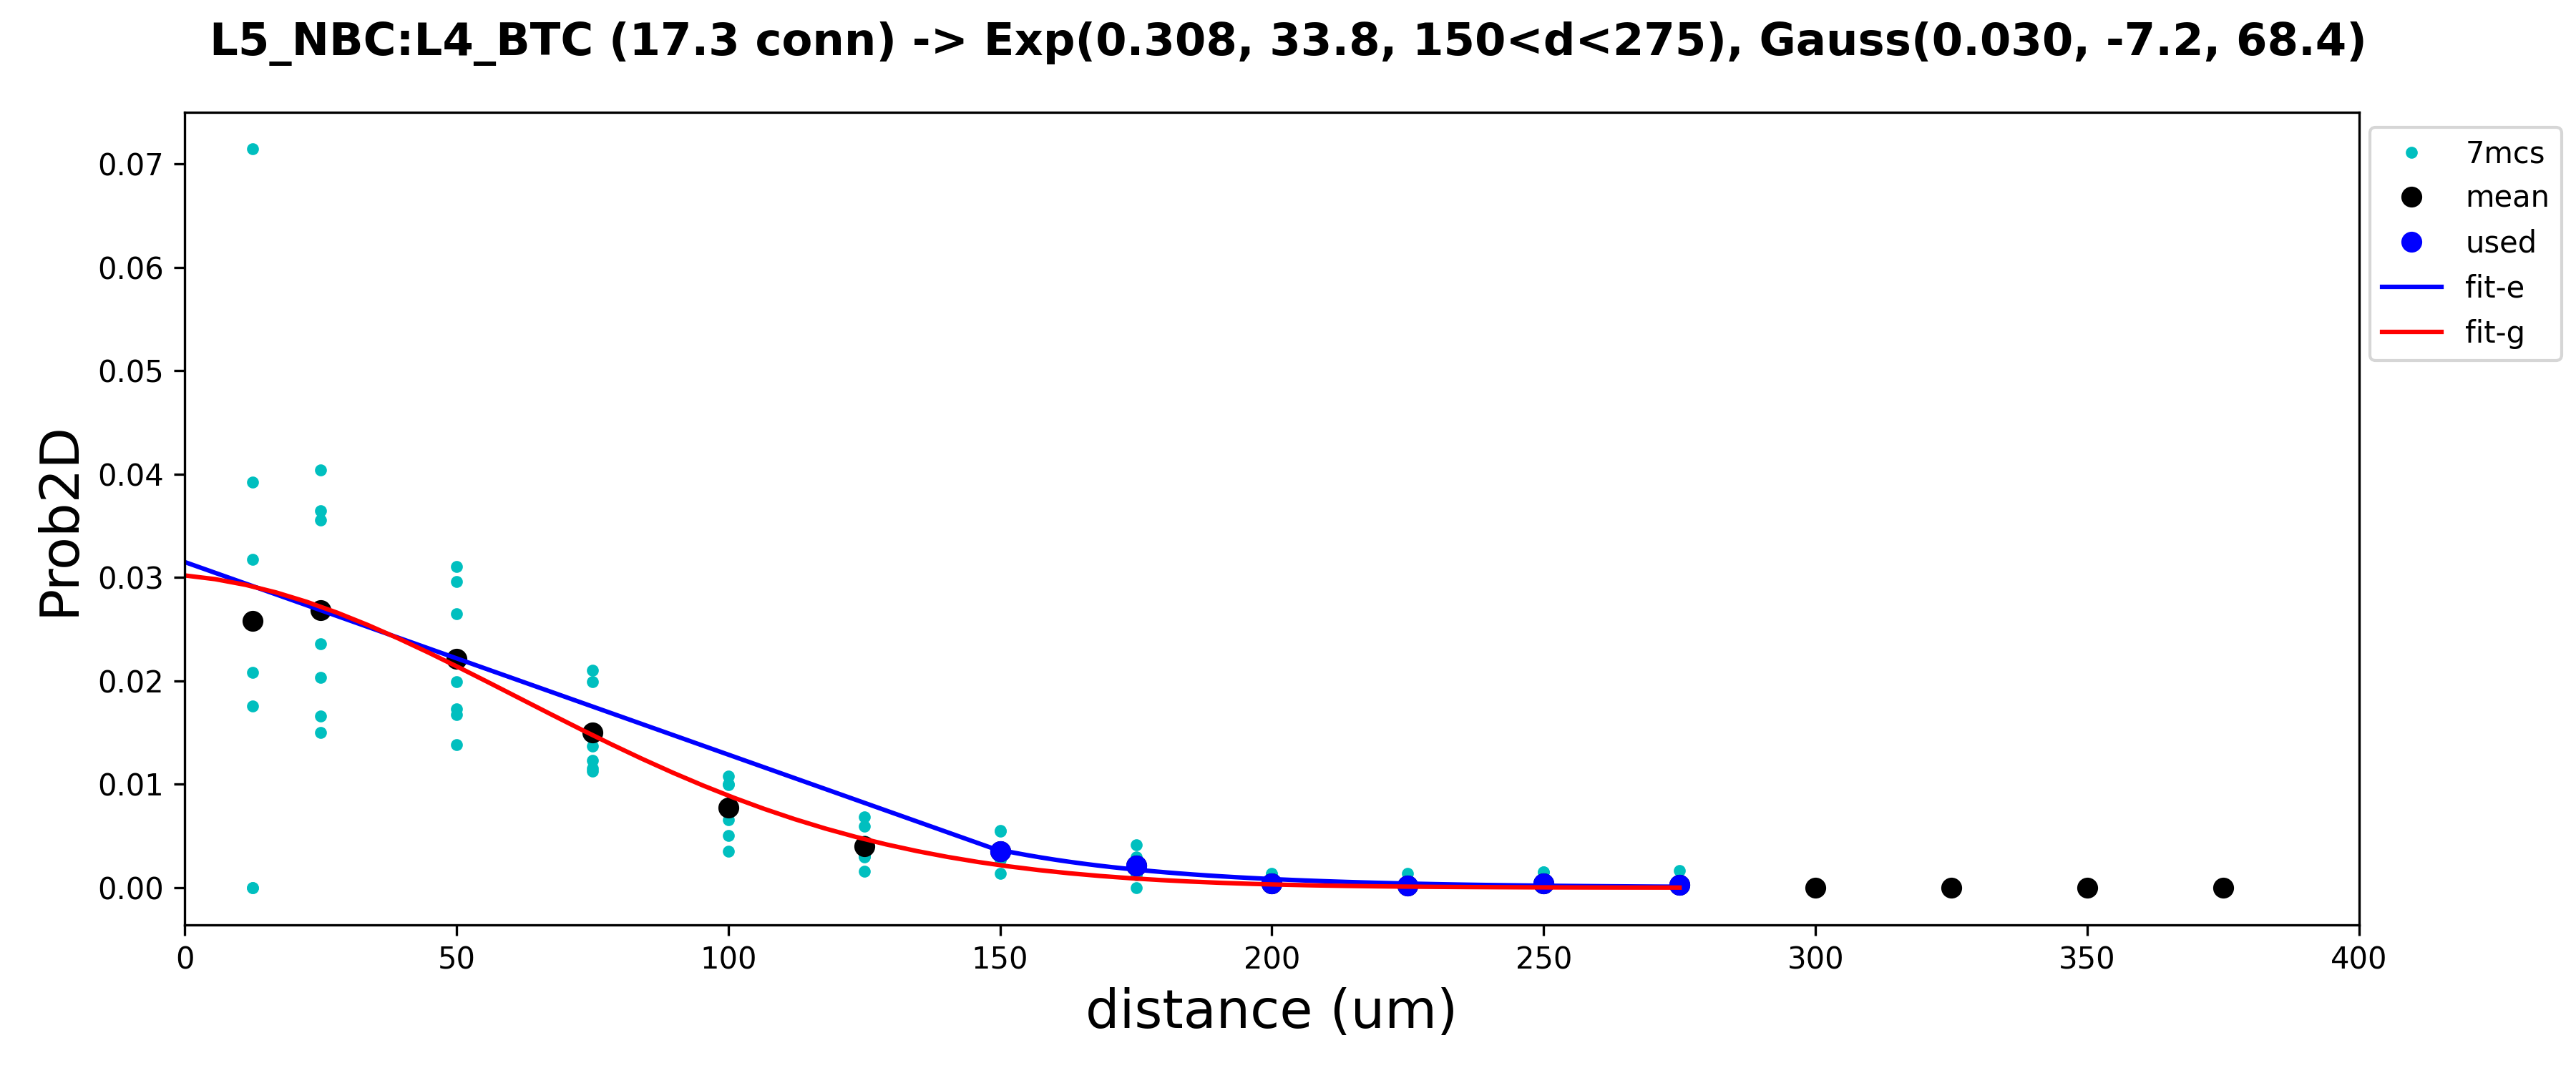 L5_NBC:L4_BTC (17.3 conn) -> Exp(0.308, 33.8, 150<d<275), Gauss(0.030, -7.2, 68.4)
0.07
0.06
0.05
0.04
0.03
0.02
0.01
0.00
Prob2D
0 50 100 150 200 250 300 350 400
distance (um)
7mcs
mean
used
fit-e
fit-g